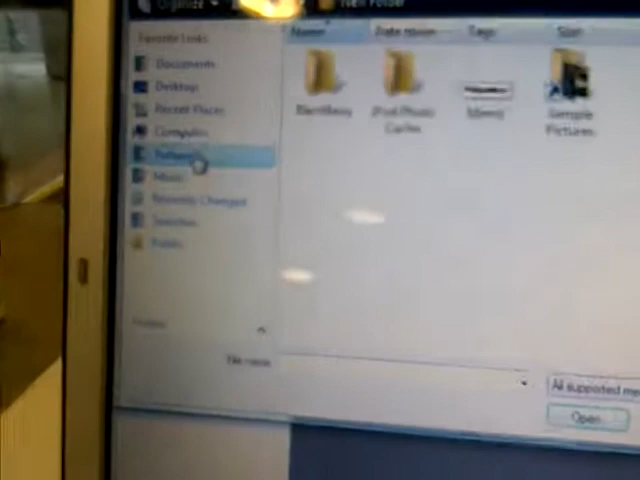 Organize
New Folder
Favorite Links
Name
Date taken
Tags
Size
Documents
Desktop
Recent Places
Computer
Pictures
Music
Recently Changed
Searches
Public
BlackBerry
iPod Photo
Cache
Sample
Pictures
Folders
File name
All supported me
Open